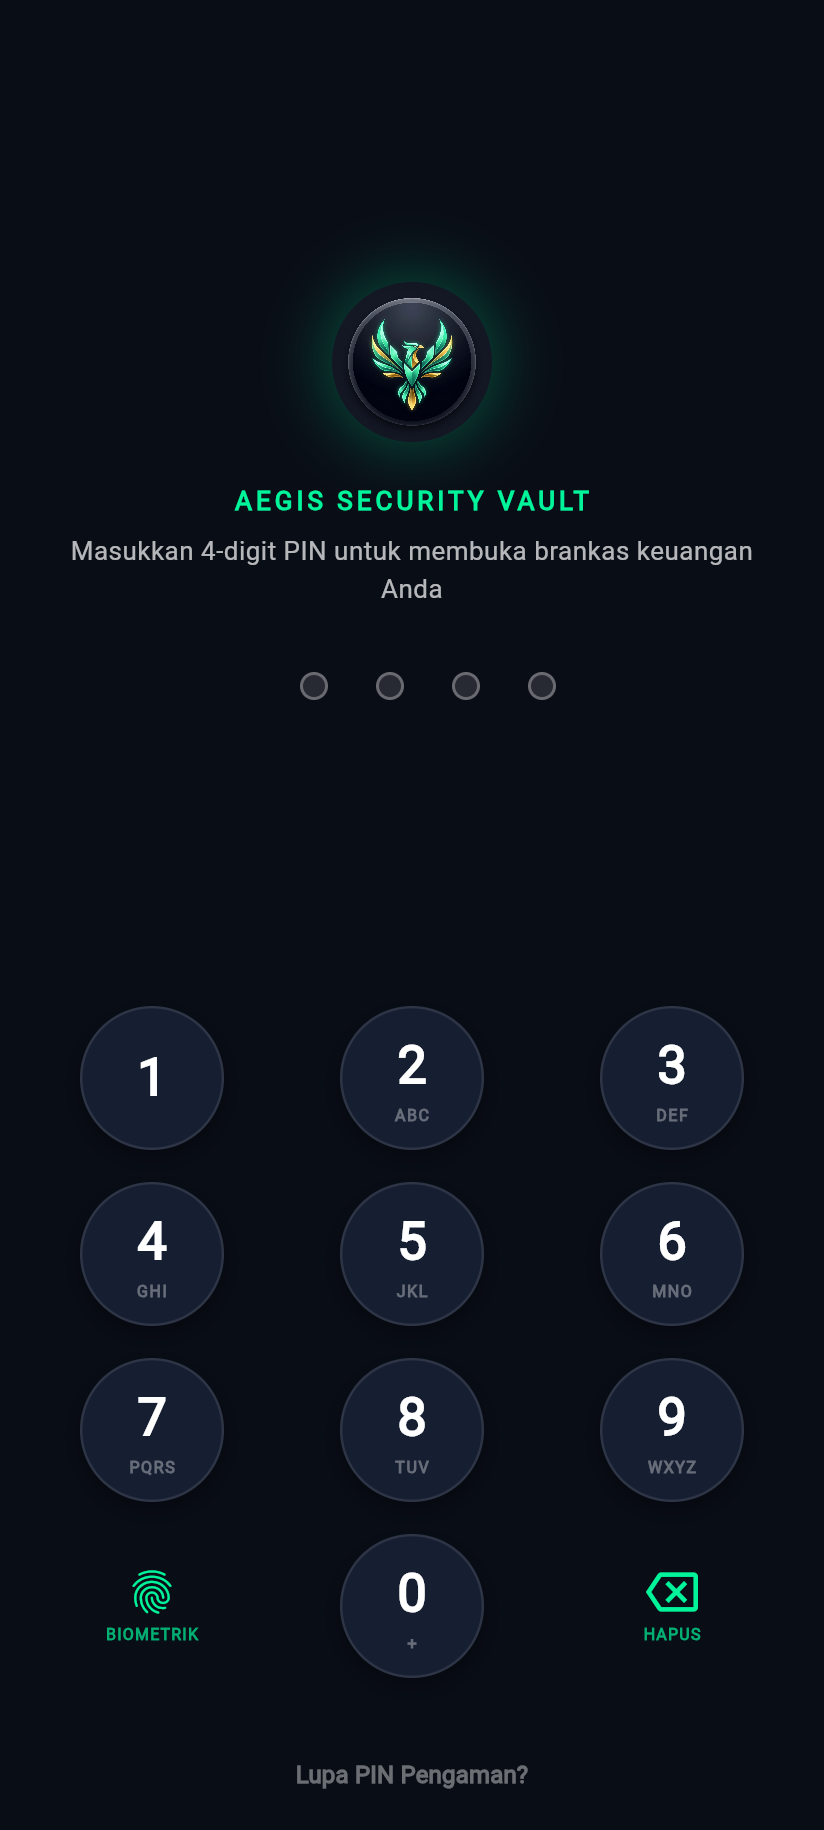 AEGIS SECURITY VAULT
Masukkan 4-digit PIN untuk membuka brankas keuangan
Anda
1
2
3
ABC
DEF
4
5
6
GHI
JKL
MNO
7
8
9
PQRS
TUV
WXYZ
0
+
BIOMETRIK
HAPUS
Lupa PIN Pengaman?